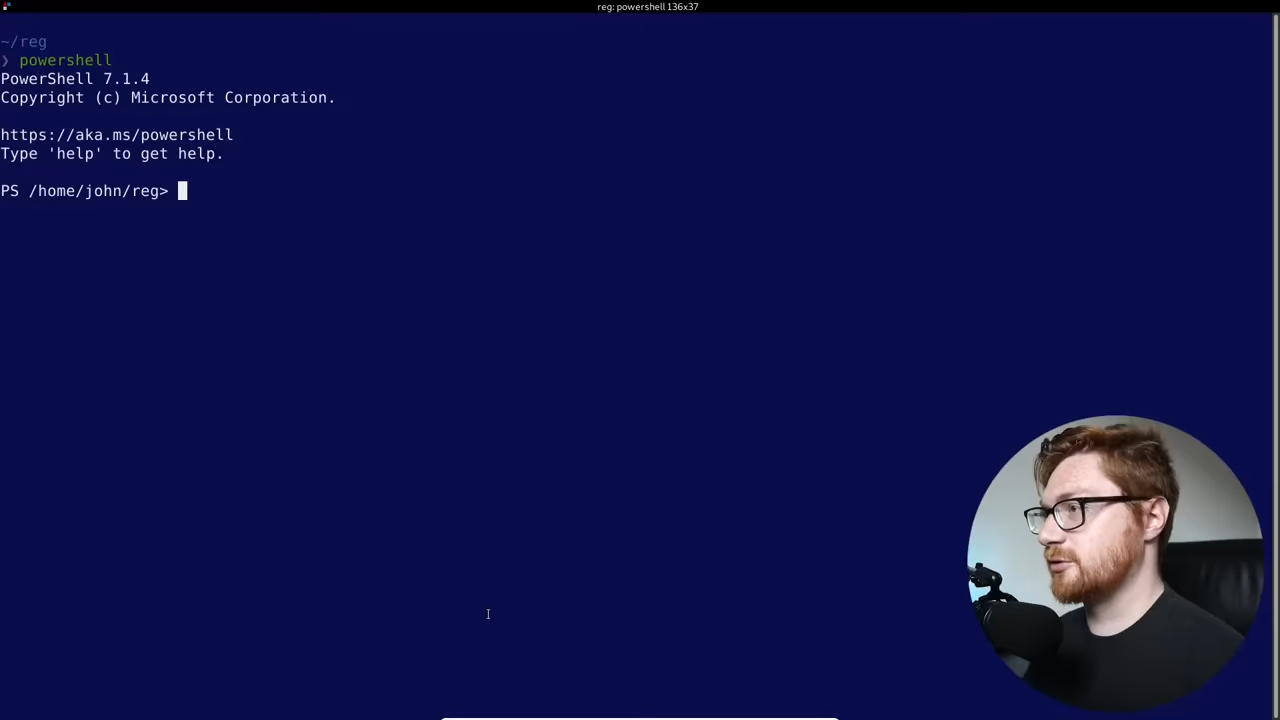 reg: powershell 136x37
~/reg
❯ powershell
PowerShell 7.1.4
Copyright (c) Microsoft Corporation.
https://aka.ms/powershell
Type 'help' to get help.
PS /home/john/reg>